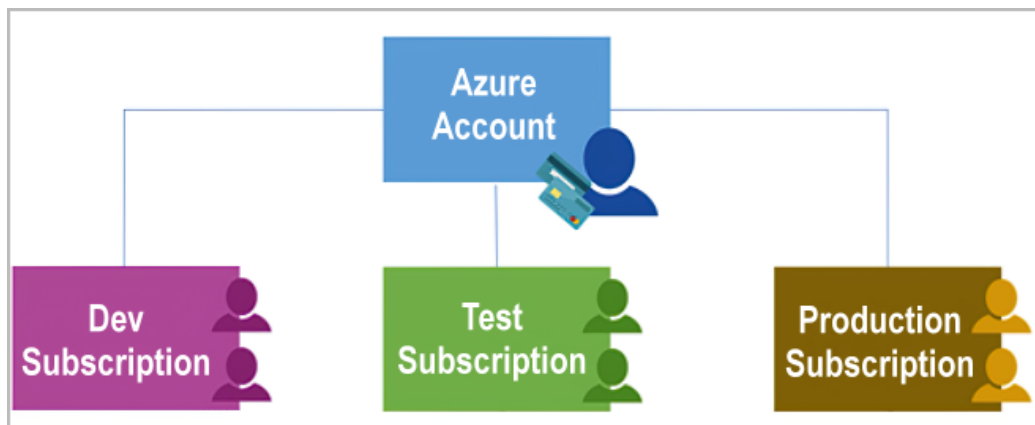 Azure
Account
Dev
Subscription
Test
Subscription
Production
Subscription